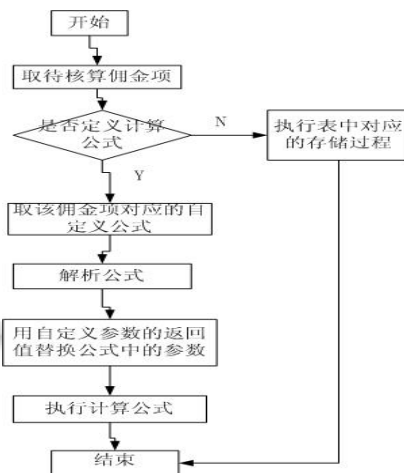 开始
取待核算佣金项
是否定义计算
公式
N
执行表中对应
的存储过程
Y
取该佣金项对应的自
定义公式
解析公式
用自定义参数的返回
值替换公式中的参数
执行计算公式
结束